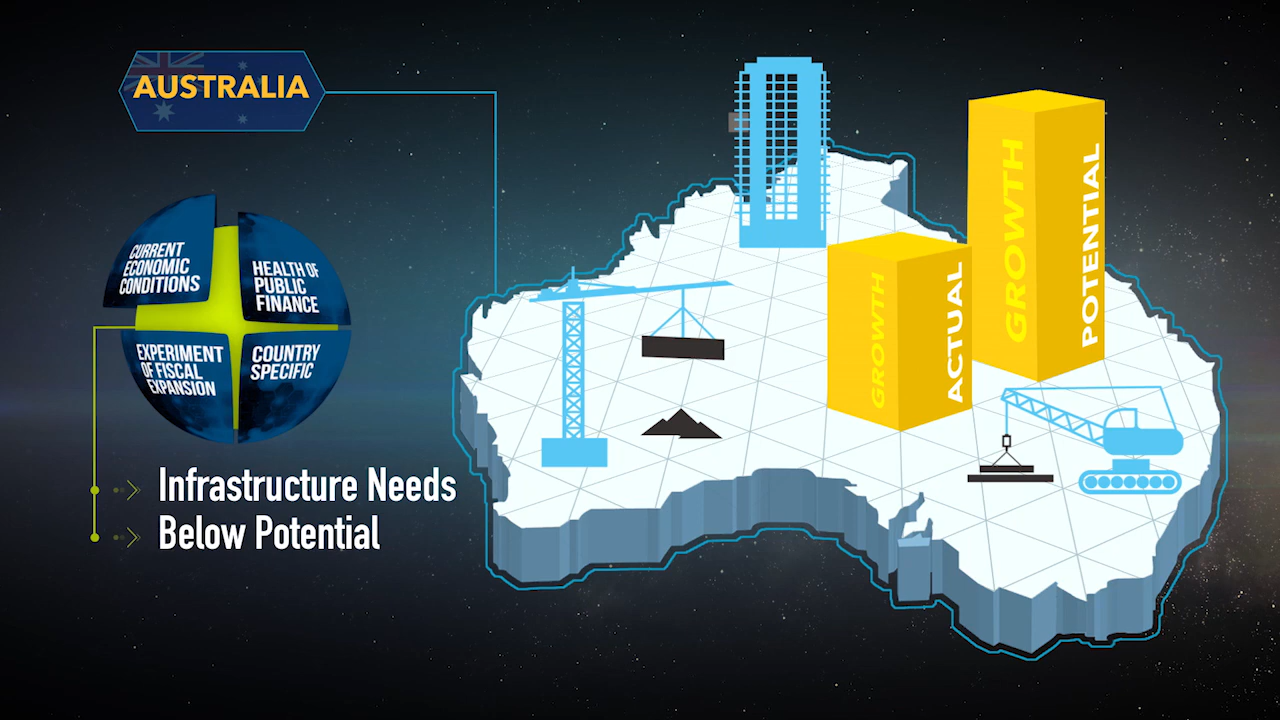 AUSTRALIA
CURRENT
ECONOMIC
CONDITIONS
HEALTH OF
PUBLIC
FINANCE
EXPERIMENT
OF FISCAL
EXPANSION
COUNTRY
SPECIFIC
Infrastructure Needs
Below Potential
GROWTH
ACTUAL
GROWTH
POTENTIAL